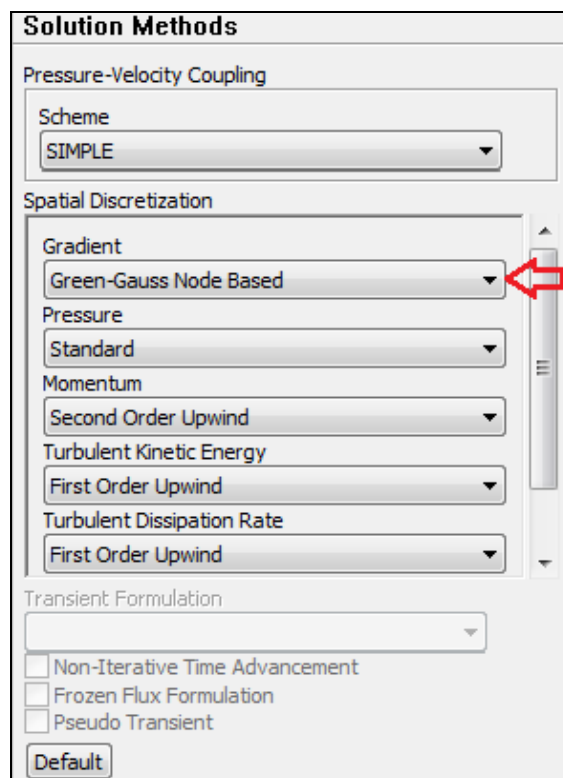 Solution Methods
Pressure-Velocity Coupling
Scheme
SIMPLE
Spatial Discretization
Gradient
Green-Gauss Node Based
Pressure
Standard
Momentum
Second Order Upwind
Turbulent Kinetic Energy
First Order Upwind
Turbulent Dissipation Rate
First Order Upwind
Transient Formulation
Non-Iterative Time Advancement
Frozen Flux Formulation
Pseudo Transient
Default